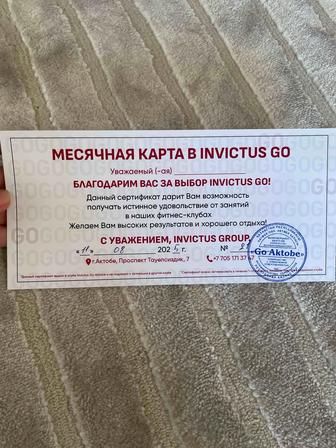 МЕСЯЧНАЯ КАРТА В INVICTUS GO
Уважаемый (-ая)
БЛАГОДАРИМ ВАС ЗА ВЫБОР INVICTUS GO!
Данный сертификат дарит Вам возможность
получать истинное удовольствие от занятий
в наших фитнес-клубах
Желаем Вам высоких результатов и хорошего отдыха!
С УВАЖЕНИЕМ, INVICTUS GROUP
« 11 » 08 202 г. №
г.Актобе, Проспект Тауелсиздик, 7 +7 705 171 37
«Go Aktobe»